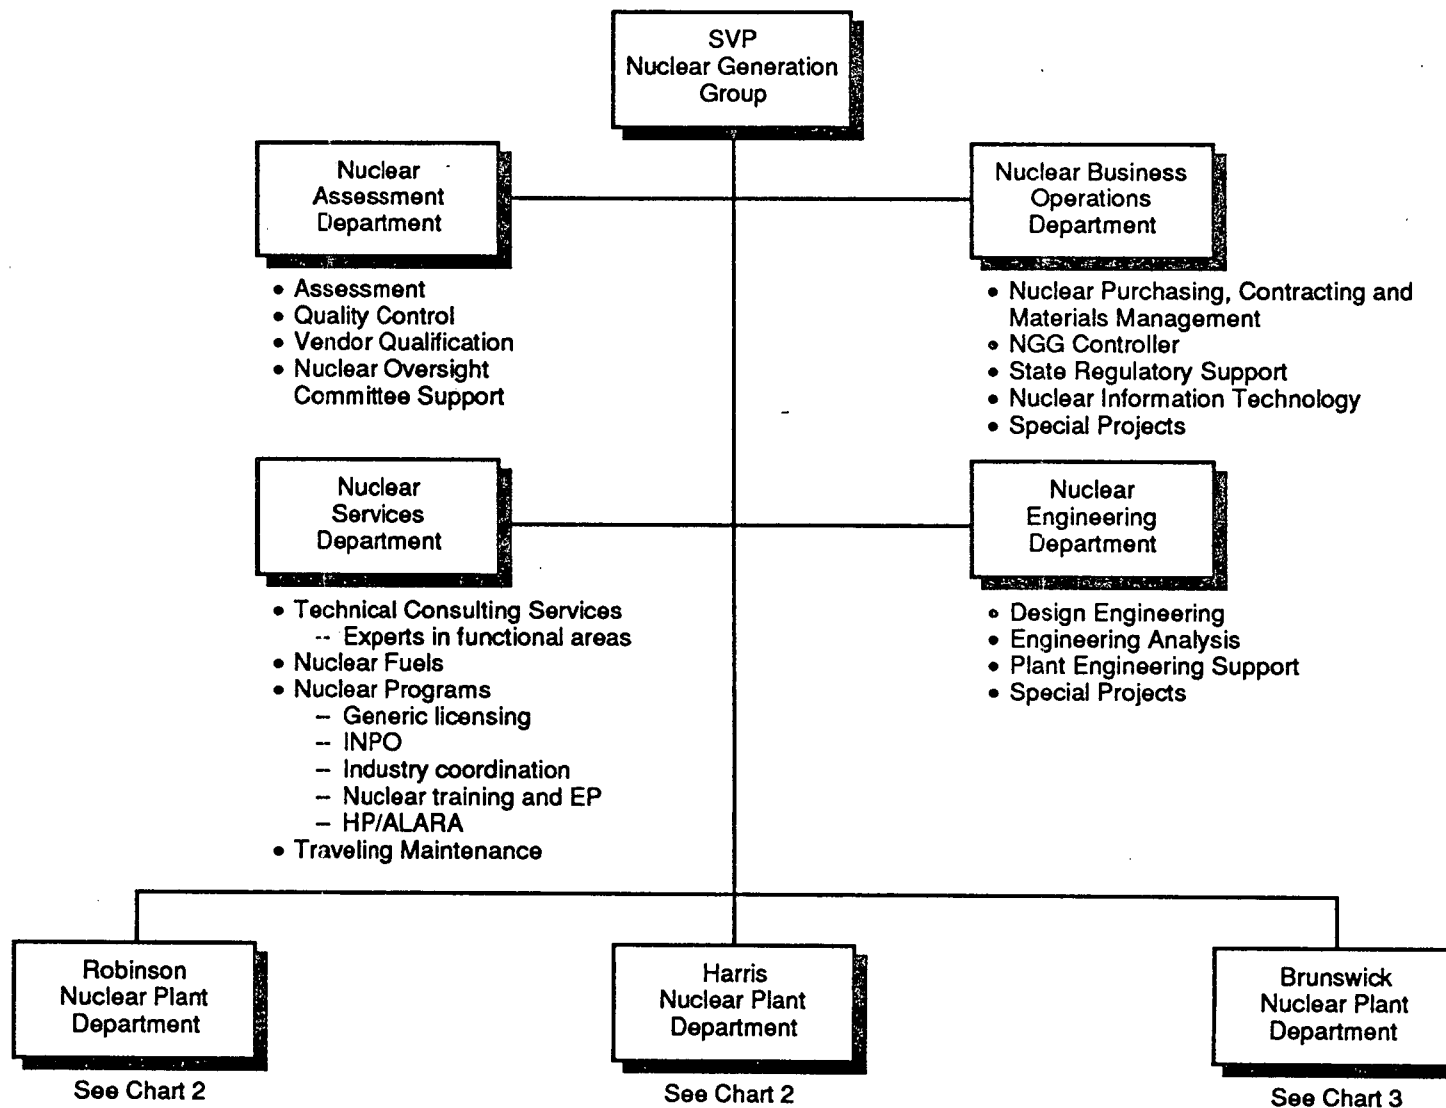 SVP
Nuclear Generation
Group
Nuclear
Assessment
Department
• Assessment
• Quality Control
• Vendor Qualification
• Nuclear Oversight
Committee Support
Nuclear Business
Operations
Department
• Nuclear Purchasing, Contracting and
Materials Management
• NGG Controller
• State Regulatory Support
• Nuclear Information Technology
• Special Projects
Nuclear
Services
Department
• Technical Consulting Services
-- Experts in functional areas
• Nuclear Fuels
• Nuclear Programs
– Generic licensing
– INPO
– Industry coordination
– Nuclear training and EP
– HP/ALARA
• Traveling Maintenance
Nuclear
Engineering
Department
• Design Engineering
• Engineering Analysis
• Plant Engineering Support
• Special Projects
Robinson
Nuclear Plant
Department
See Chart 2
Harris
Nuclear Plant
Department
See Chart 2
Brunswick
Nuclear Plant
Department
See Chart 3